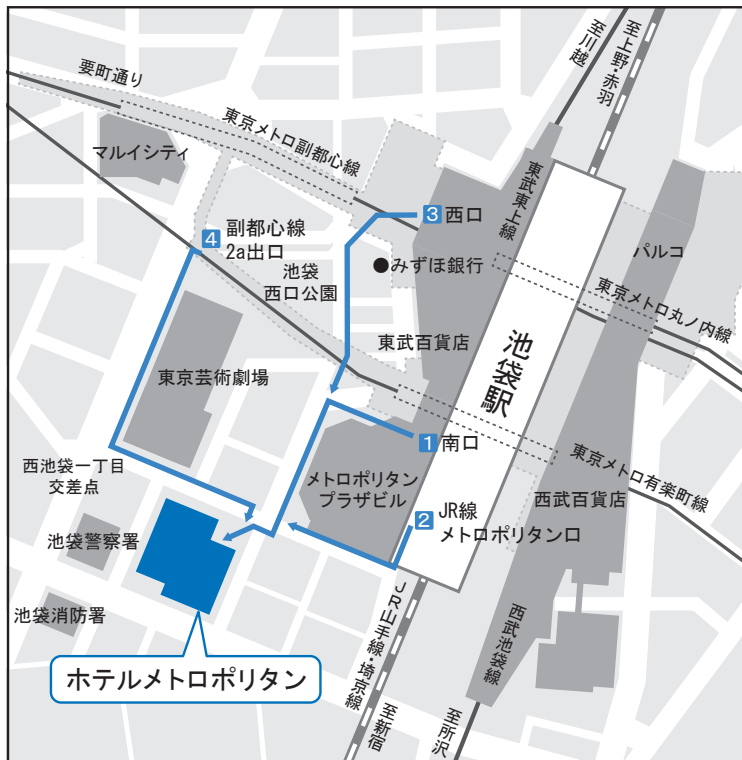 至川越
至上野・赤羽
要町通り
東京メトロ副都心線
マルイシティ
東武東上線
3 西口
4 副都心線
2a出口
パルコ
池袋
西口公園
みずほ銀行
東京メトロ丸ノ内線
東武百貨店
池袋駅
東京芸術劇場
1 南口
東京メトロ有楽町線
西池袋一丁目
交差点
メトロポリタン
プラザビル
西武百貨店
2 JR線
メトロポリタン口
池袋警察署
池袋消防署
JR山手線・埼京線
西武池袋線
ホテルメトロポリタン
至新宿
至所沢